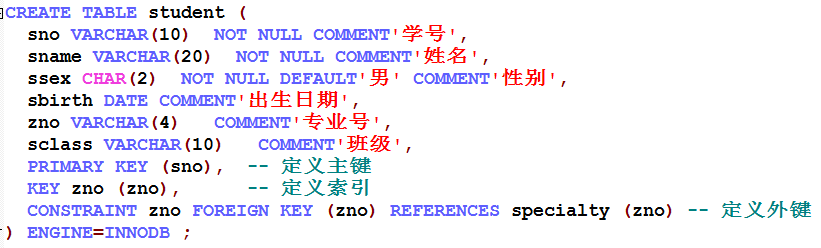 CREATE TABLE student (
sno VARCHAR(10)  NOT NULL COMMENT'学号',
sname VARCHAR(20)  NOT NULL COMMENT'姓名',
ssex CHAR(2)  NOT NULL DEFAULT'男' COMMENT'性别',
sbirth DATE COMMENT'出生日期',
zno VARCHAR(4)   COMMENT'专业号',
sclass VARCHAR(10)   COMMENT'班级',
PRIMARY KEY (sno),  -- 定义主键
KEY zno (zno),      -- 定义索引
CONSTRAINT zno FOREIGN KEY (zno) REFERENCES specialty (zno) -- 定义外键
) ENGINE=INNODB ;